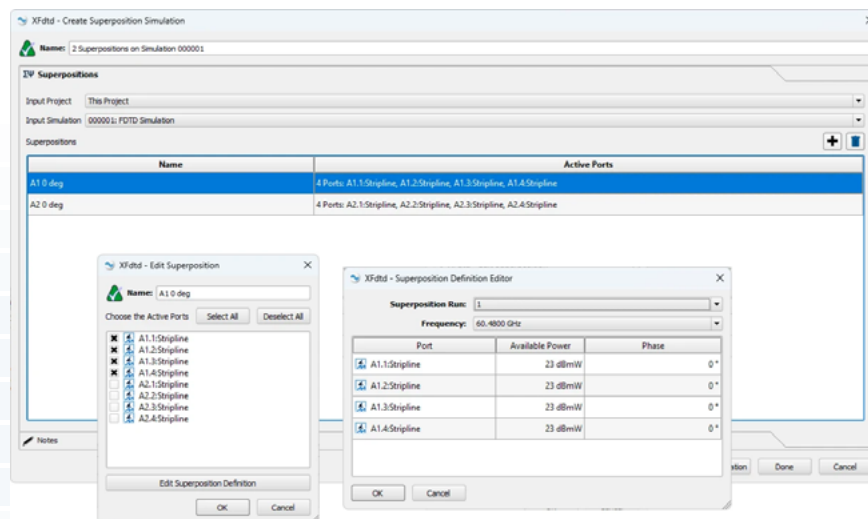 XFdtd - Create Superposition Simulation
Name: 2 Superpositions on Simulation 000001
ΣΨ Superpositions
Input Project This Project
Input Simulation 000001: FDTD Simulation
Superpositions
Name Active Ports
A1 0 deg 4 Ports: A1.1:Stripline, A1.2:Stripline, A1.3:Stripline, A1.4:Stripline
A2 0 deg 4 Ports: A2.1:Stripline, A2.2:Stripline, A2.3:Stripline, A2.4:Stripline
XFdtd - Edit Superposition
Name: A1 0 deg
Choose the Active Ports Select All Deselect All
A1.1:Stripline
A1.2:Stripline
A1.3:Stripline
A1.4:Stripline
A2.1:Stripline
A2.2:Stripline
A2.3:Stripline
A2.4:Stripline
Edit Superposition Definition
OK Cancel
XFdtd - Superposition Definition Editor
Superposition Run: 1
Frequency: 60.4800 GHz
Port Available Power Phase
A1.1:Stripline 23 dBmW 0 °
A1.2:Stripline 23 dBmW 0 °
A1.3:Stripline 23 dBmW 0 °
A1.4:Stripline 23 dBmW 0 °
OK Cancel
Notes
Done Cancel